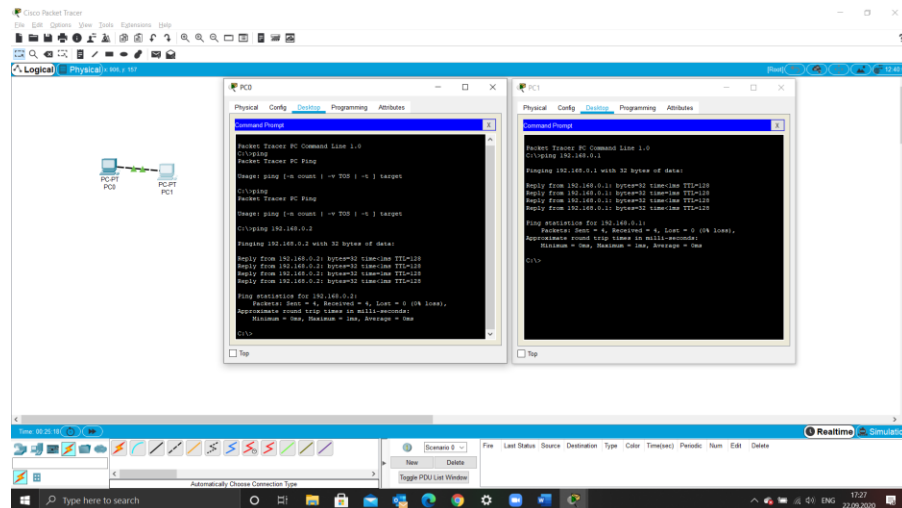 Cisco Packet Tracer
File Edit Options View Tools Extensions Help
Logical Physical x: 906, y: 157 [Root] 12:40
PC-PT
PC0
PC-PT
PC1
PC0
Physical Config Desktop Programming Attributes
Command Prompt X
Packet Tracer PC Command Line 1.0
C:\>ping
Packet Tracer PC Ping
Usage: ping [-n count | -v TOS | -t ] target
C:\>ping
Packet Tracer PC Ping
Usage: ping [-n count | -v TOS | -t ] target
C:\>ping 192.168.0.2
Pinging 192.168.0.2 with 32 bytes of data:
Reply from 192.168.0.2: bytes=32 time<1ms TTL=128
Reply from 192.168.0.2: bytes=32 time<1ms TTL=128
Reply from 192.168.0.2: bytes=32 time<1ms TTL=128
Reply from 192.168.0.2: bytes=32 time<1ms TTL=128
Ping statistics for 192.168.0.2:
Packets: Sent = 4, Received = 4, Lost = 0 (0% loss),
Approximate round trip times in milli-seconds:
Minimum = 0ms, Maximum = 1ms, Average = 0ms
C:\>
Top
PC1
Physical Config Desktop Programming Attributes
Command Prompt X
Packet Tracer PC Command Line 1.0
C:\>ping 192.168.0.1
Pinging 192.168.0.1 with 32 bytes of data:
Reply from 192.168.0.1: bytes=32 time<1ms TTL=128
Reply from 192.168.0.1: bytes=32 time<1ms TTL=128
Reply from 192.168.0.1: bytes=32 time<1ms TTL=128
Reply from 192.168.0.1: bytes=32 time<1ms TTL=128
Ping statistics for 192.168.0.1:
Packets: Sent = 4, Received = 4, Lost = 0 (0% loss),
Approximate round trip times in milli-seconds:
Minimum = 0ms, Maximum = 0ms, Average = 0ms
C:\>
Top
Time: 00:25:18
Realtime Simulatio
Scenario 0
New Delete
Toggle PDU List Window
Fire Last Status Source Destination Type Color Time(sec) Periodic Num Edit Delete
Automatically Choose Connection Type
Type here to search
ENG
17:27
22.09.2020